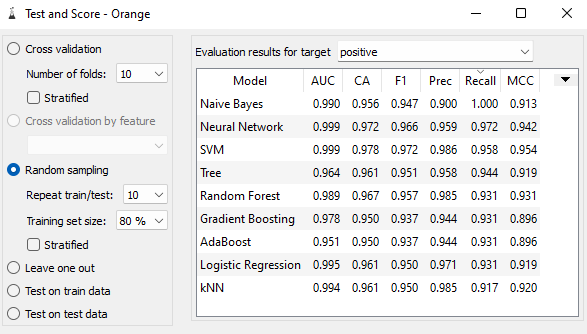 Test and Score - Orange
Cross validation
Number of folds: 10
Stratified
Cross validation by feature
Random sampling
Repeat train/test: 10
Training set size: 80 %
Stratified
Leave one out
Test on train data
Test on test data
Evaluation results for target positive
Model AUC CA F1 Prec Recall MCC
Naive Bayes 0.990 0.956 0.947 0.900 1.000 0.913
Neural Network 0.999 0.972 0.966 0.959 0.972 0.942
SVM 0.999 0.978 0.972 0.986 0.958 0.954
Tree 0.964 0.961 0.951 0.958 0.944 0.919
Random Forest 0.989 0.967 0.957 0.985 0.931 0.931
Gradient Boosting 0.978 0.950 0.937 0.944 0.931 0.896
AdaBoost 0.951 0.950 0.937 0.944 0.931 0.896
Logistic Regression 0.995 0.961 0.950 0.971 0.931 0.919
kNN 0.994 0.961 0.950 0.985 0.917 0.920